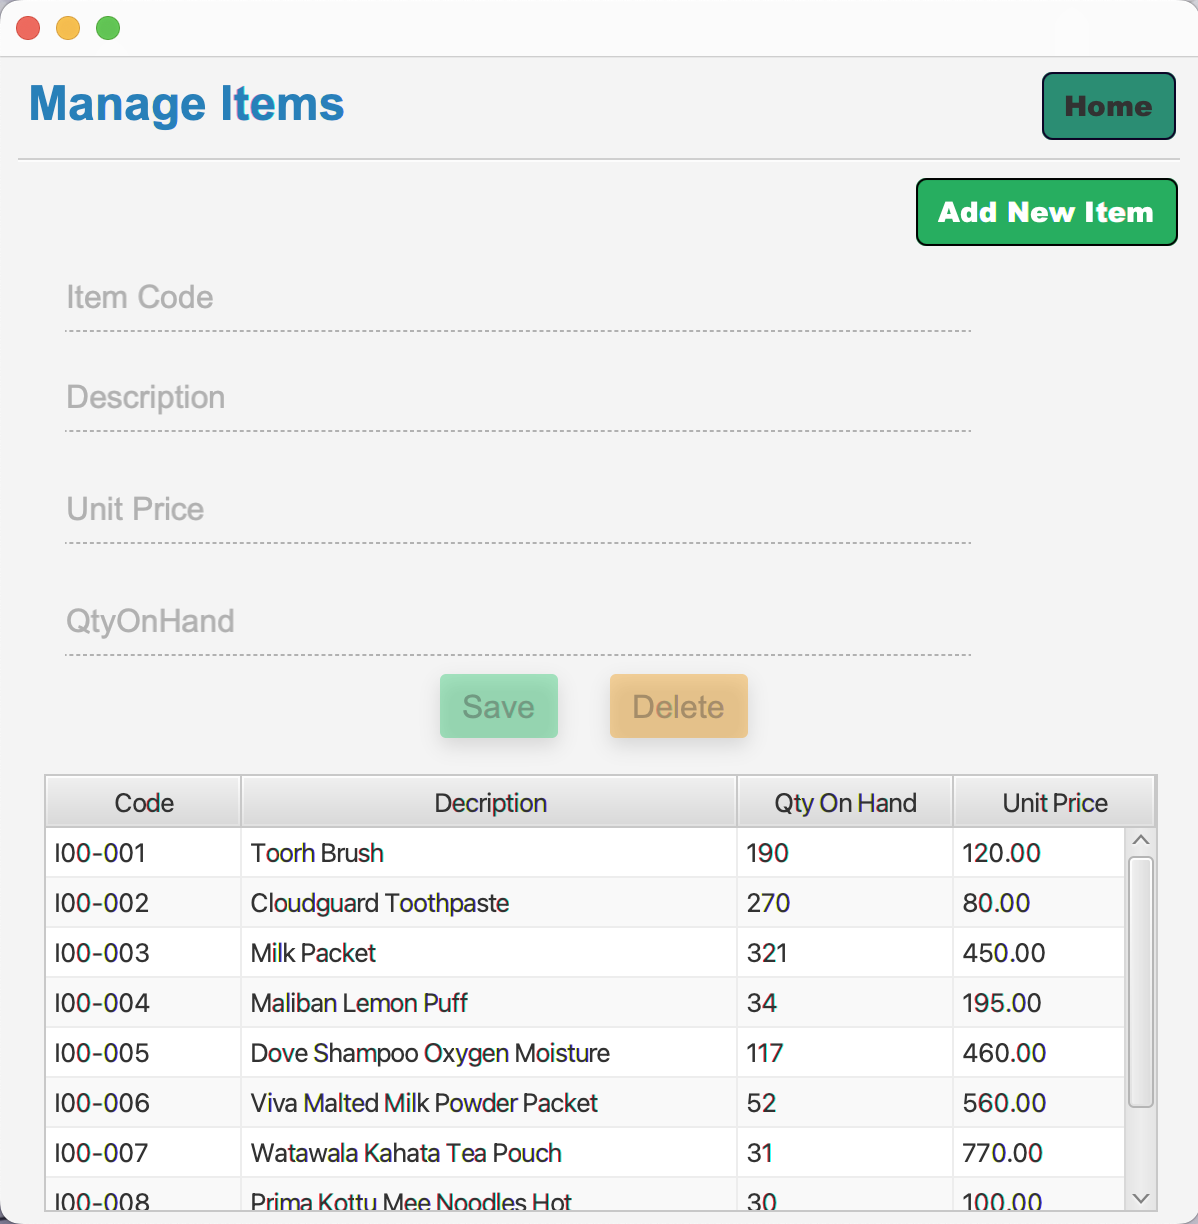 Manage Items
Home
Add New Item
Item Code
Description
Unit Price
QtyOnHand
Save Delete
Code Decription Qty On Hand Unit Price
I00-001 Toorh Brush 190 120.00
I00-002 Cloudguard Toothpaste 270 80.00
I00-003 Milk Packet 321 450.00
I00-004 Maliban Lemon Puff 34 195.00
I00-005 Dove Shampoo Oxygen Moisture 117 460.00
I00-006 Viva Malted Milk Powder Packet 52 560.00
I00-007 Watawala Kahata Tea Pouch 31 770.00
I00-008 Prima Kottu Mee Noodles Hot 30 100.00